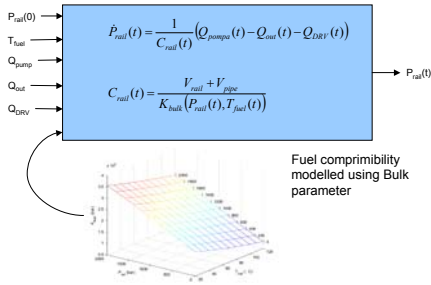 P_rail(0)
T_fuel
Q_pump
Q_out
Q_DRV
Ṗ_rail(t) = 1 / C_rail(t) (Q_pompa(t) − Q_out(t) − Q_DRV(t))
C_rail(t) = V_rail + V_pipe / K_bulk(P_rail(t), T_fuel(t))
P_rail(t)
Fuel comprimibility
modelled using Bulk
parameter